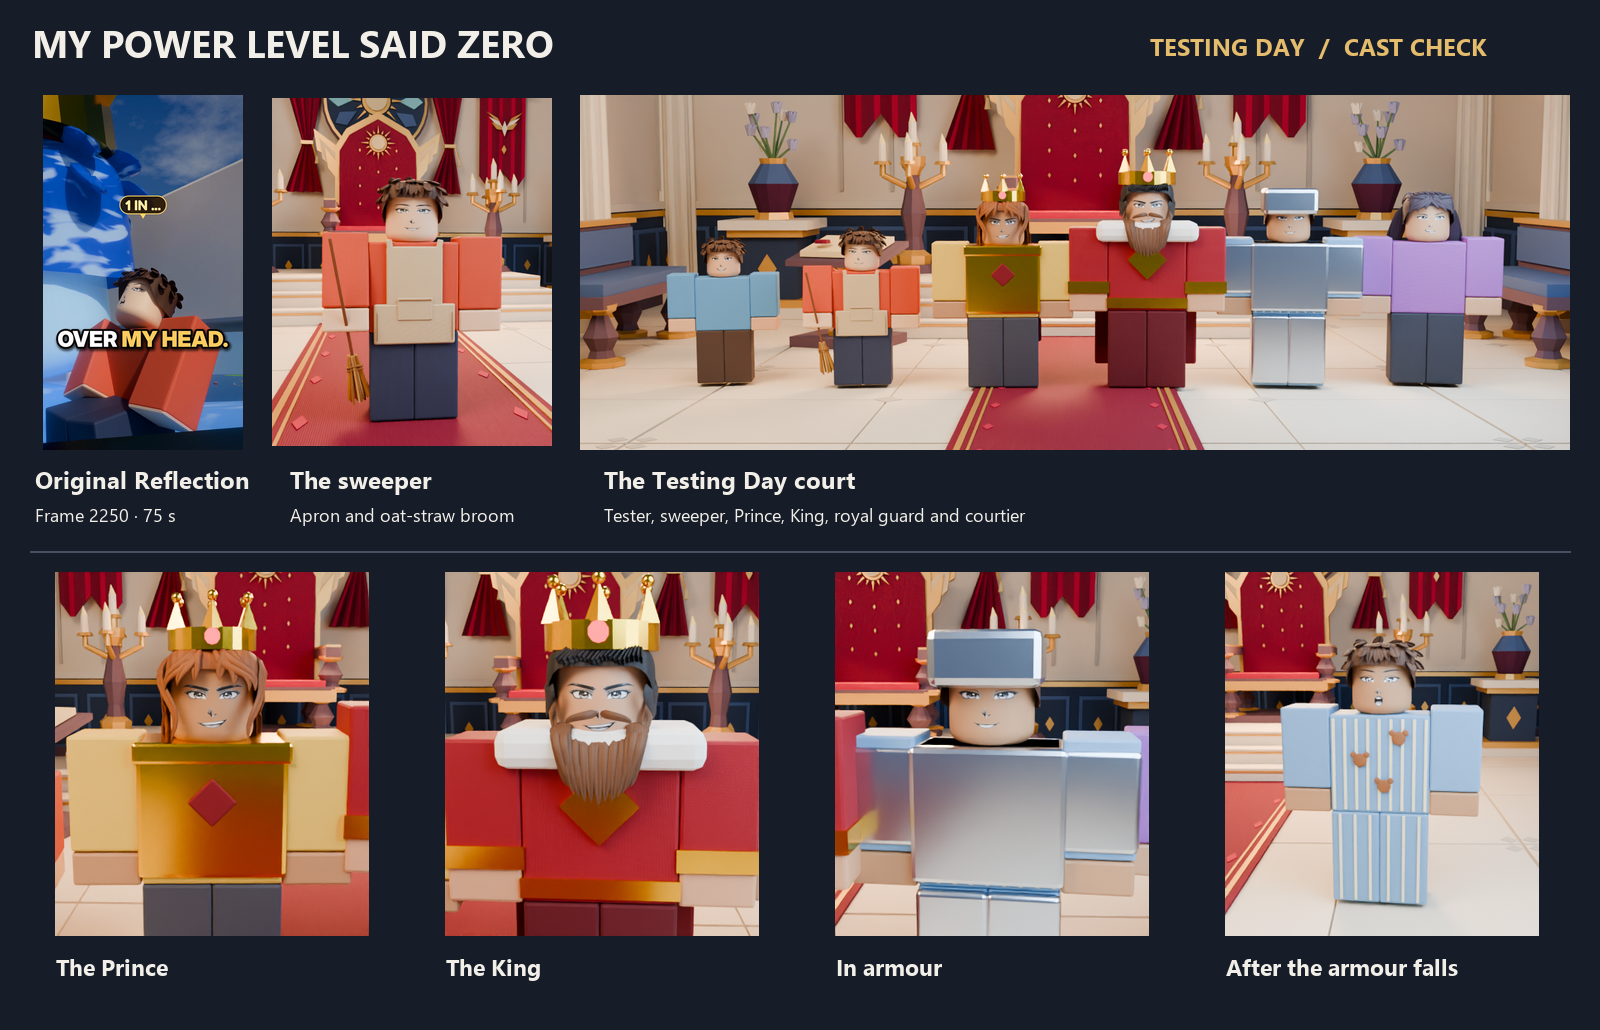 MY POWER LEVEL SAID ZERO
TESTING DAY / CAST CHECK
1 IN ...
OVER MY HEAD.
Original Reflection
Frame 2250 · 75 s
The sweeper
Apron and oat-straw broom
The Testing Day court
Tester, sweeper, Prince, King, royal guard and courtier
The Prince
The King
In armour
After the armour falls